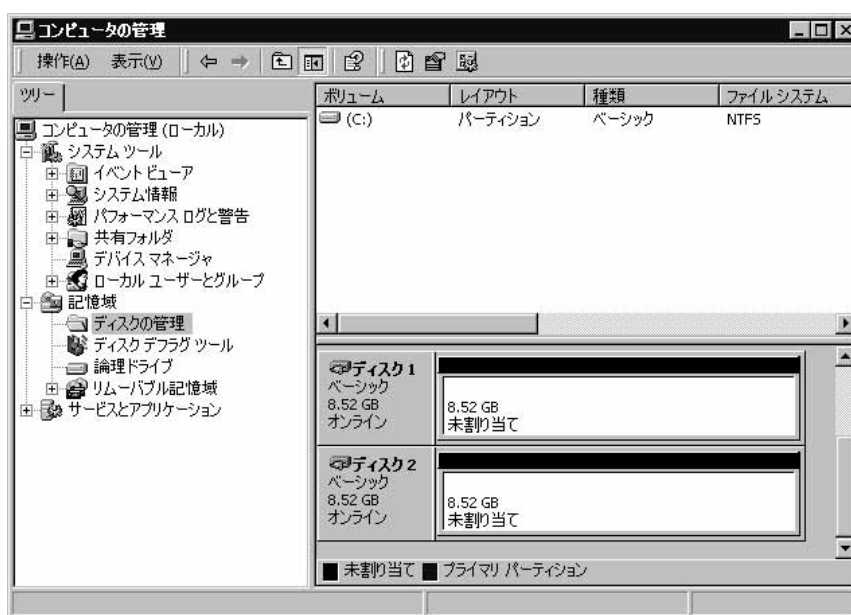 コンピュータの管理
操作(A) 表示(V)
ツリー
コンピュータの管理 (ローカル)
システム ツール
イベント ビューア
システム情報
パフォーマンス ログと警告
共有フォルダ
デバイス マネージャ
ローカル ユーザーとグループ
記憶域
ディスクの管理
ディスク デフラグ ツール
論理ドライブ
リムーバブル記憶域
サービスとアプリケーション
ボリューム レイアウト 種類 ファイル システム
(C:) パーティション ベーシック NTFS
ディスク 1
ベーシック
8.52 GB
オンライン
8.52 GB
未割り当て
ディスク 2
ベーシック
8.52 GB
オンライン
8.52 GB
未割り当て
未割り当て プライマリ パーティション